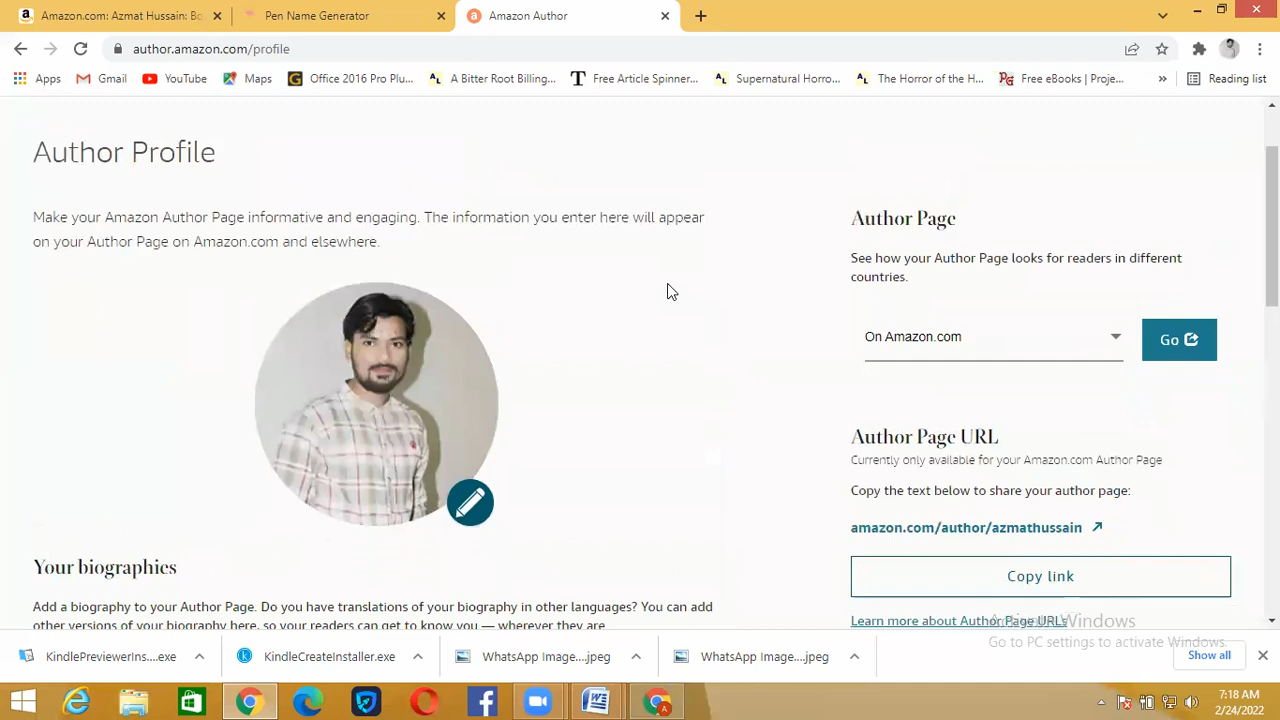 Amazon.com: Azmat Hussain: Bo
Pen Name Generator
Amazon Author
author.amazon.com/profile
Apps
Gmail
YouTube
Maps
Office 2016 Pro Plu...
A Bitter Root Billing...
Free Article Spinner...
Supernatural Horro...
The Horror of the H...
Free eBooks | Proje...
»
Reading list
Author Profile
Make your Amazon Author Page informative and engaging. The information you enter here will appear
on your Author Page on Amazon.com and elsewhere.
Your biographies
Add a biography to your Author Page. Do you have translations of your biography in other languages? You can add
other versions of your biography here, so your readers can get to know you — wherever they are
Author Page
See how your Author Page looks for readers in different
countries.
On Amazon.com
Go
Author Page URL
Currently only available for your Amazon.com Author Page
Copy the text below to share your author page:
amazon.com/author/azmathussain
Copy link
Learn more about Author Page URLs
Activate Windows
Go to PC settings to activate Windows.
KindlePreviewerIns....exe
KindleCreateInstaller.exe
WhatsApp Image....jpeg
WhatsApp Image....jpeg
Show all
7:18 AM
2/24/2022